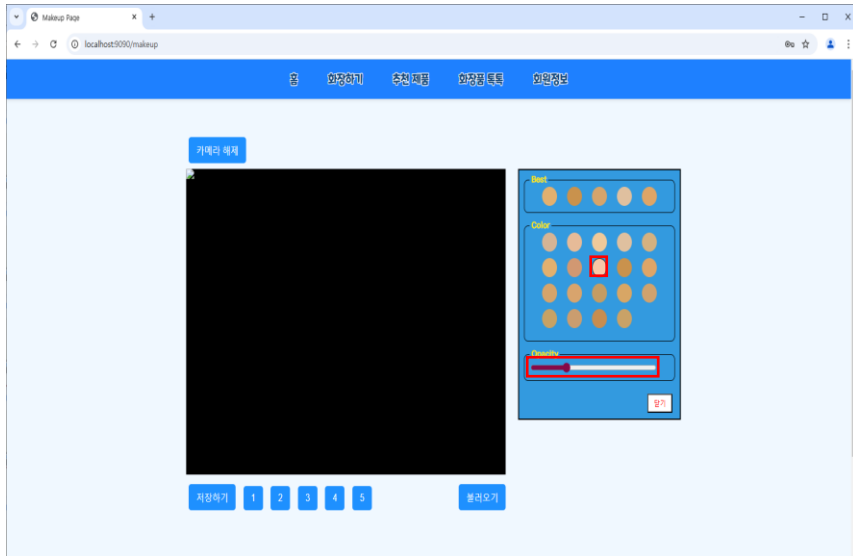 Makeup Page
localhost:9090/makeup
홈 화장하기 추천 제품 화장품 톡톡 회원정보
카메라 해제
Best
Color
Opacity
닫기
저장하기 1 2 3 4 5 불러오기